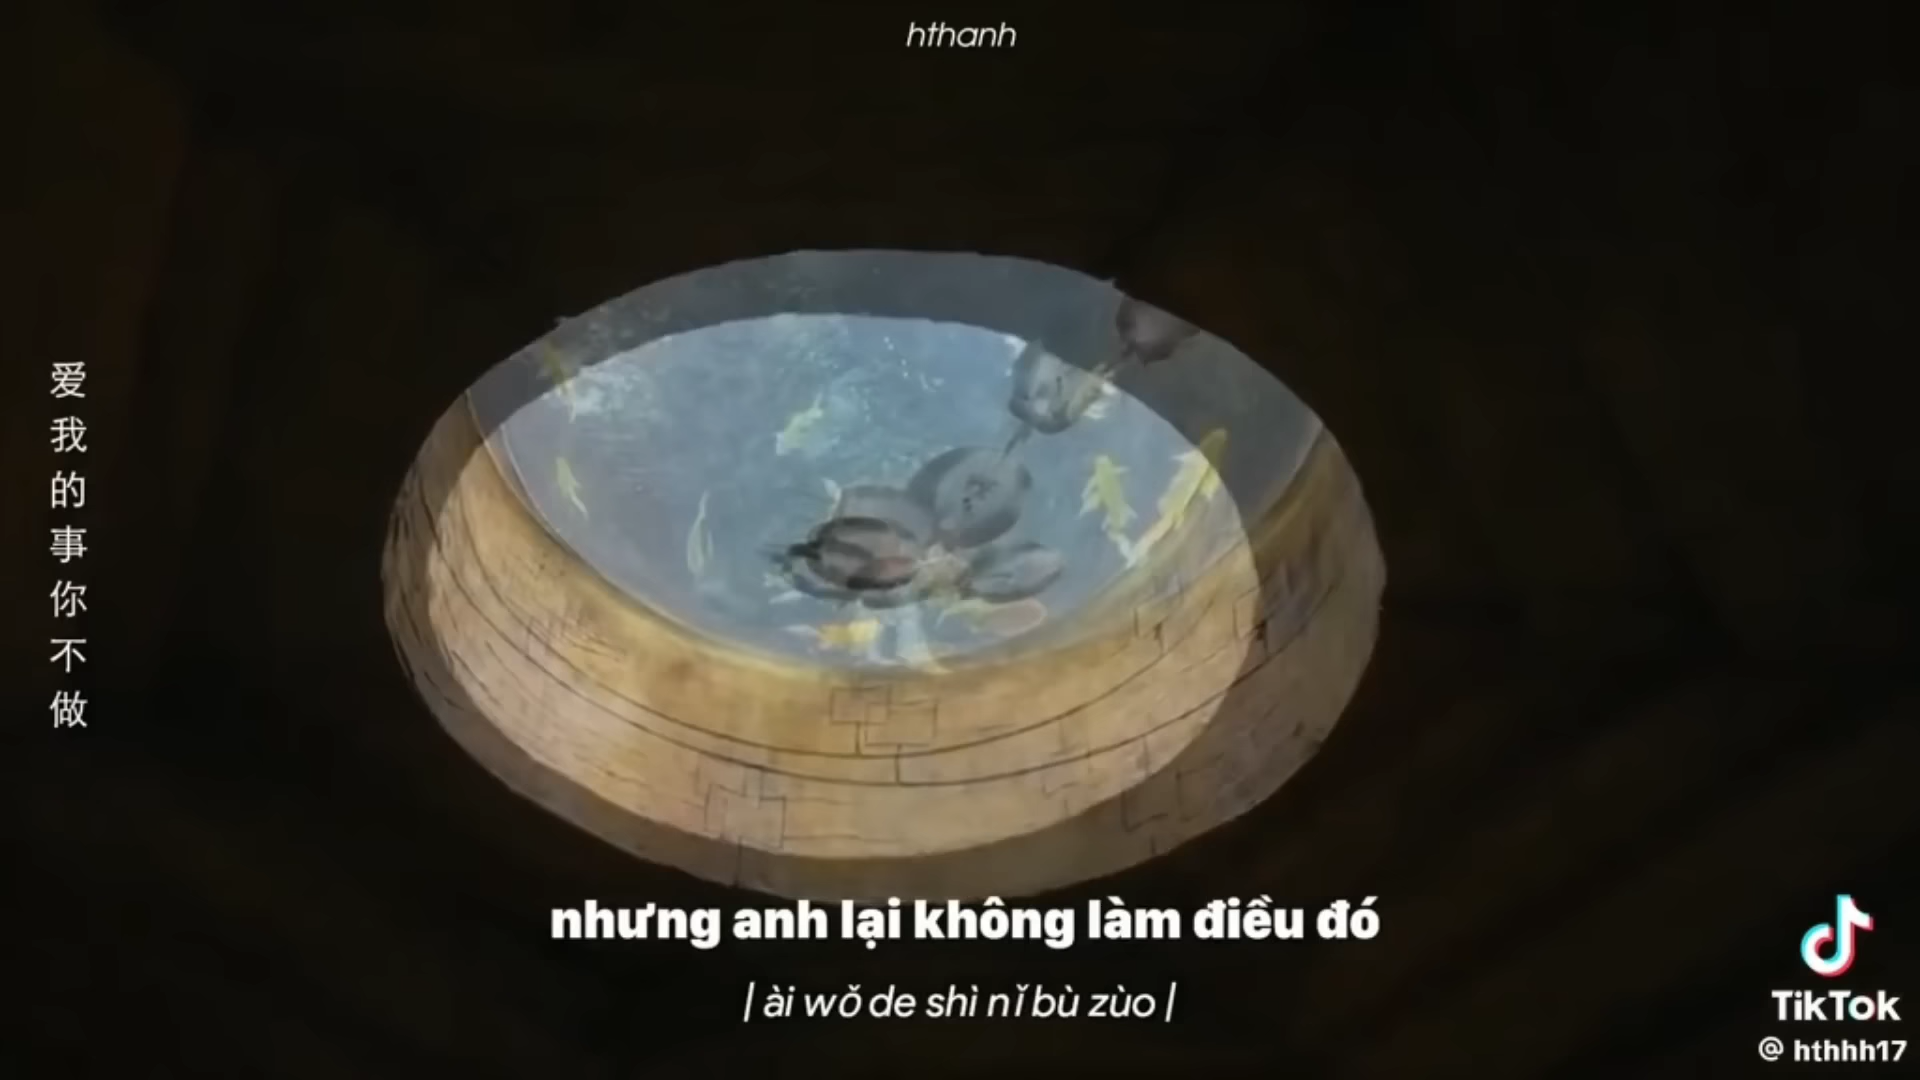 hthanh
爱我的事你不做
nhưng anh lại không làm điều đó
| ài wǒ de shì nǐ bù zùo |
TikTok
@ hthhh17